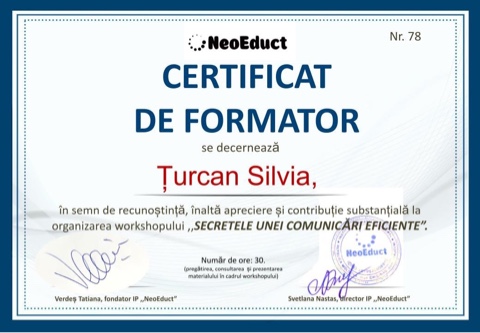 NeoEduct
Nr. 78
CERTIFICAT
DE FORMATOR
se decernează
Țurcan Silvia,
în semn de recunoștință, înaltă apreciere și contribuție substanțială la
organizarea workshopului ,,SECRETELE UNEI COMUNICĂRI EFICIENTE”.
Număr de ore: 30.
(pregătirea, consultarea și prezentarea
materialului în cadrul workshopului)
NeoEduct
Verdeș Tatiana, fondator IP ,,NeoEduct”
Svetlana Nastas, director IP ,,NeoEduct”